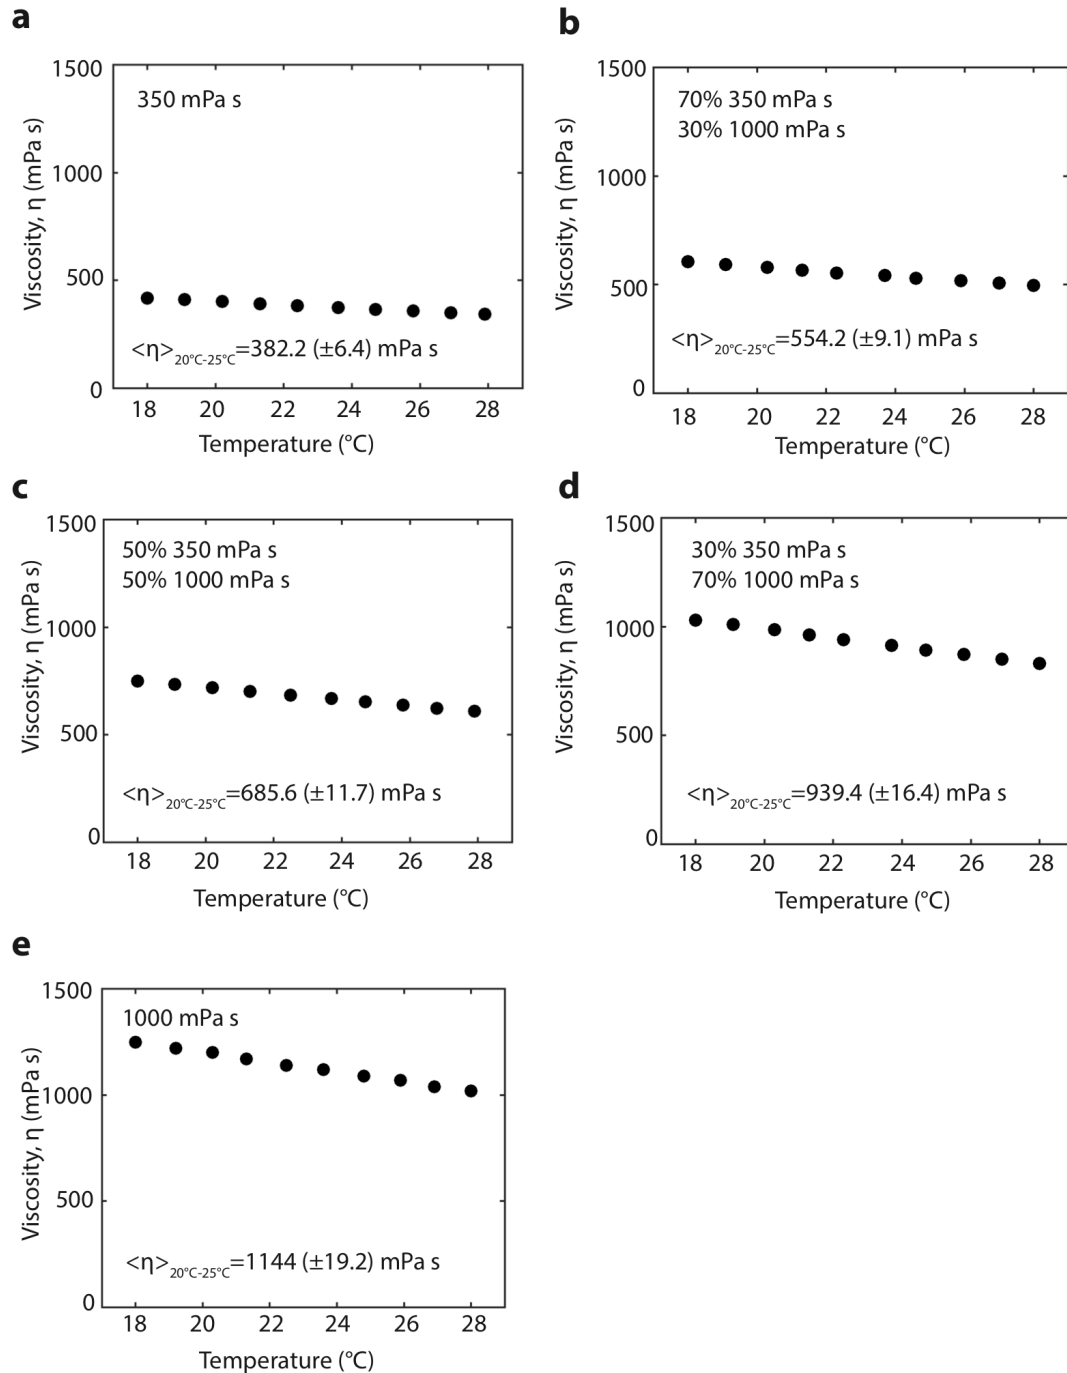 a
350 mPa s
1500
1000
500
0
Viscosity, η (mPa s)
<η>20°C-25°C=382.2 (±6.4) mPa s
18 20 22 24 26 28
Temperature (°C)
b
70% 350 mPa s
30% 1000 mPa s
1500
1000
500
0
Viscosity, η (mPa s)
<η>20°C-25°C=554.2 (±9.1) mPa s
18 20 22 24 26 28
Temperature (°C)
c
50% 350 mPa s
50% 1000 mPa s
1500
1000
500
0
Viscosity, η (mPa s)
<η>20°C-25°C=685.6 (±11.7) mPa s
18 20 22 24 26 28
Temperature (°C)
d
30% 350 mPa s
70% 1000 mPa s
1500
1000
500
0
Viscosity, η (mPa s)
<η>20°C-25°C=939.4 (±16.4) mPa s
18 20 22 24 26 28
Temperature (°C)
e
1000 mPa s
1500
1000
500
0
Viscosity, η (mPa s)
<η>20°C-25°C=1144 (±19.2) mPa s
18 20 22 24 26 28
Temperature (°C)